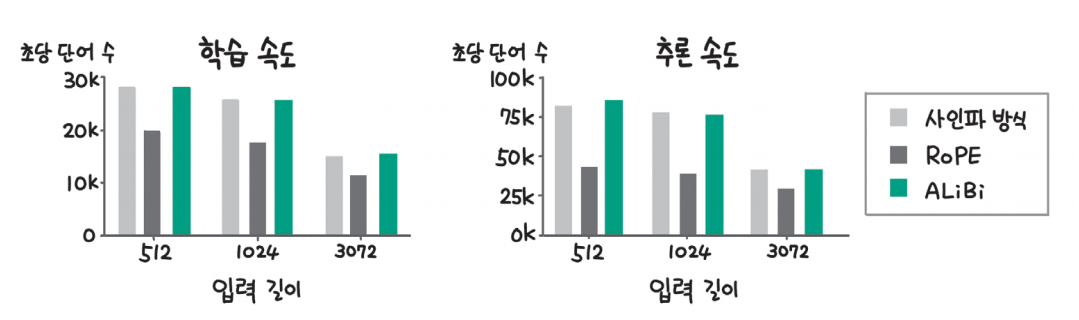 학습 속도
초당 단어 수
30k
20k
10k
0
512 1024 3072
입력 길이
추론 속도
초당 단어 수
100k
75k
50k
25k
0k
512 1024 3072
입력 길이
사인파 방식
RoPE
ALiBi